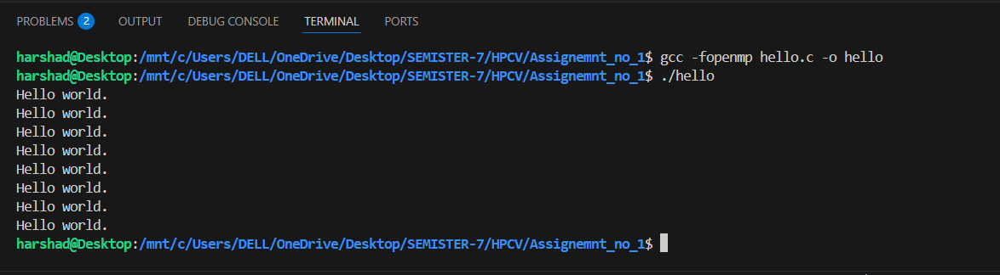 PROBLEMS 2 OUTPUT DEBUG CONSOLE TERMINAL PORTS
harshad@Desktop:/mnt/c/Users/DELL/OneDrive/Desktop/SEMISTER-7/HPCV/Assignemnt_no_1$ gcc -fopenmp hello.c -o hello
harshad@Desktop:/mnt/c/Users/DELL/OneDrive/Desktop/SEMISTER-7/HPCV/Assignemnt_no_1$ ./hello
Hello world.
Hello world.
Hello world.
Hello world.
Hello world.
Hello world.
Hello world.
Hello world.
harshad@Desktop:/mnt/c/Users/DELL/OneDrive/Desktop/SEMISTER-7/HPCV/Assignemnt_no_1$